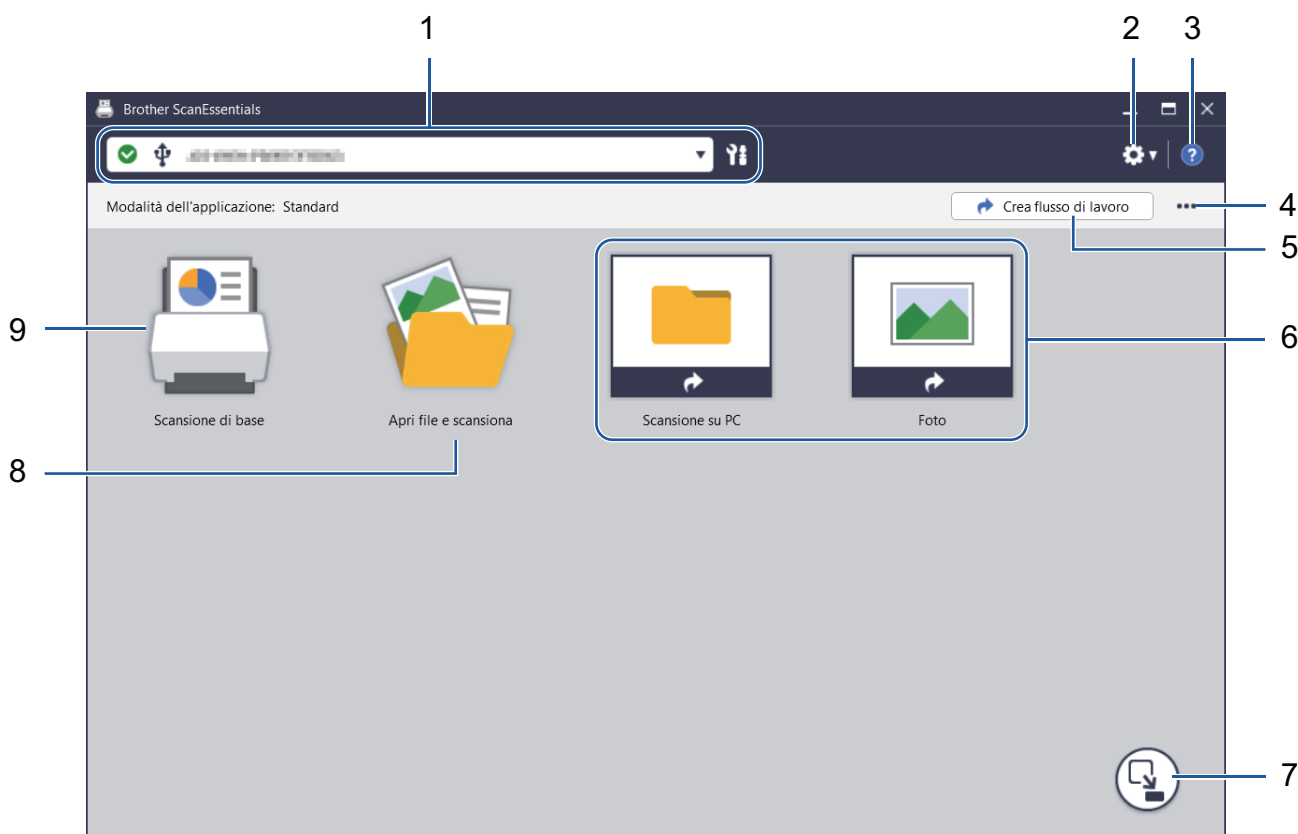 1
2
3
Brother ScanEssentials
Modalità dell'applicazione: Standard
Crea flusso di lavoro
4
5
6
7
8
9
Scansione di base
Apri file e scansiona
Scansione su PC
Foto